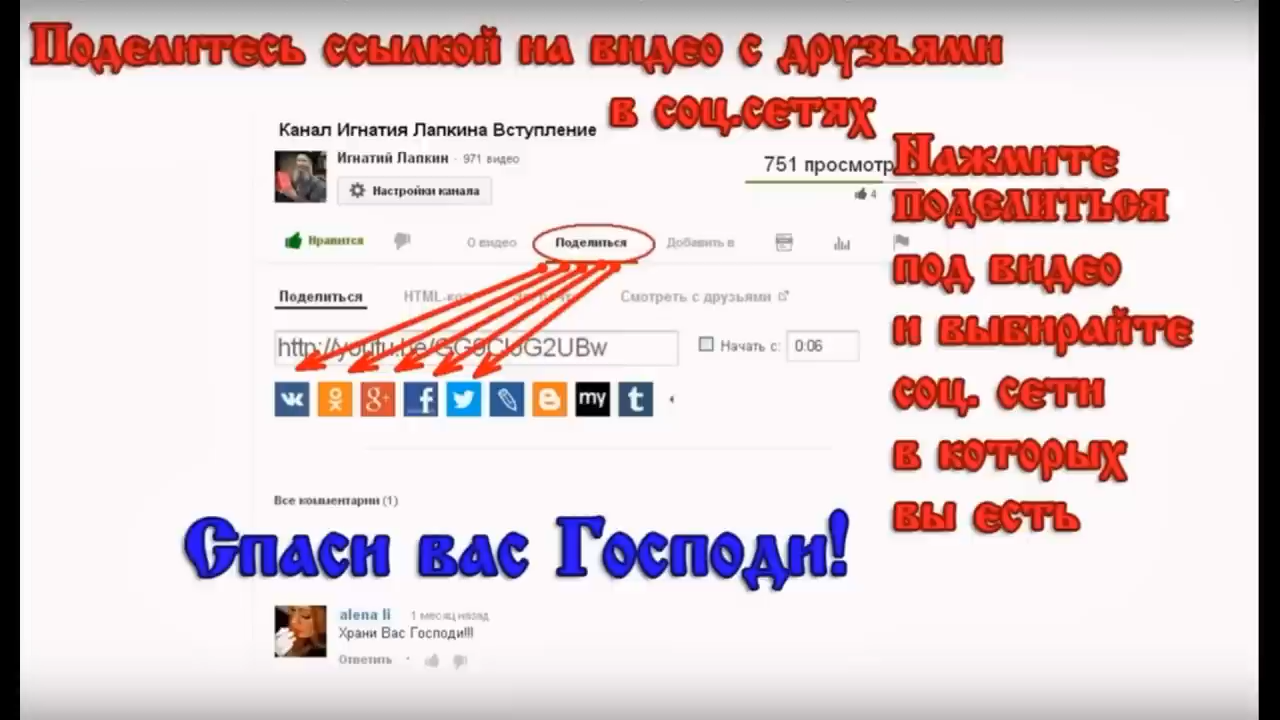 Поделитесь ссылкой на видео с друзьями
в соц.сетях
Канал Игнатия Лапкина Вступление
Игнатий Лапкин · 971 видео
Настройки канала
751 просмотр
4
Нажмите
поделиться
под видео
и выбирайте
соц. сети
в которых
вы есть
Нравится
О видео
Поделиться
Добавить в
Поделиться
HTML-код
Смотреть с друзьями
Начать с: 0:06
Все комментарии (1)
Спаси вас Господи!
alena li 1 месяц назад
Храни Вас Господи!!!
Ответить ·